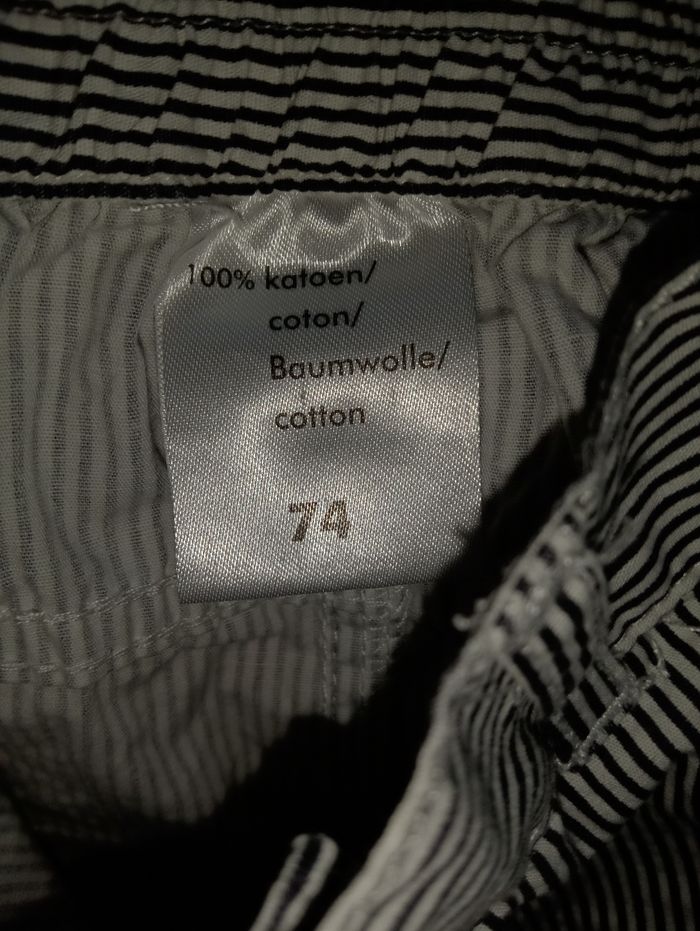 100% katoen/
coton/
Baumwolle/
cotton
74